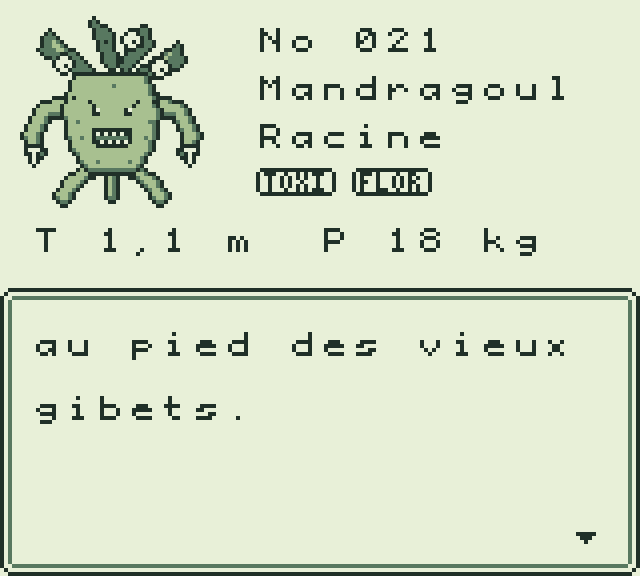 No 021
Mandragoul
Racine
TOXI FLOR
T 1,1 m P 18 kg
au pied des vieux
gibets.